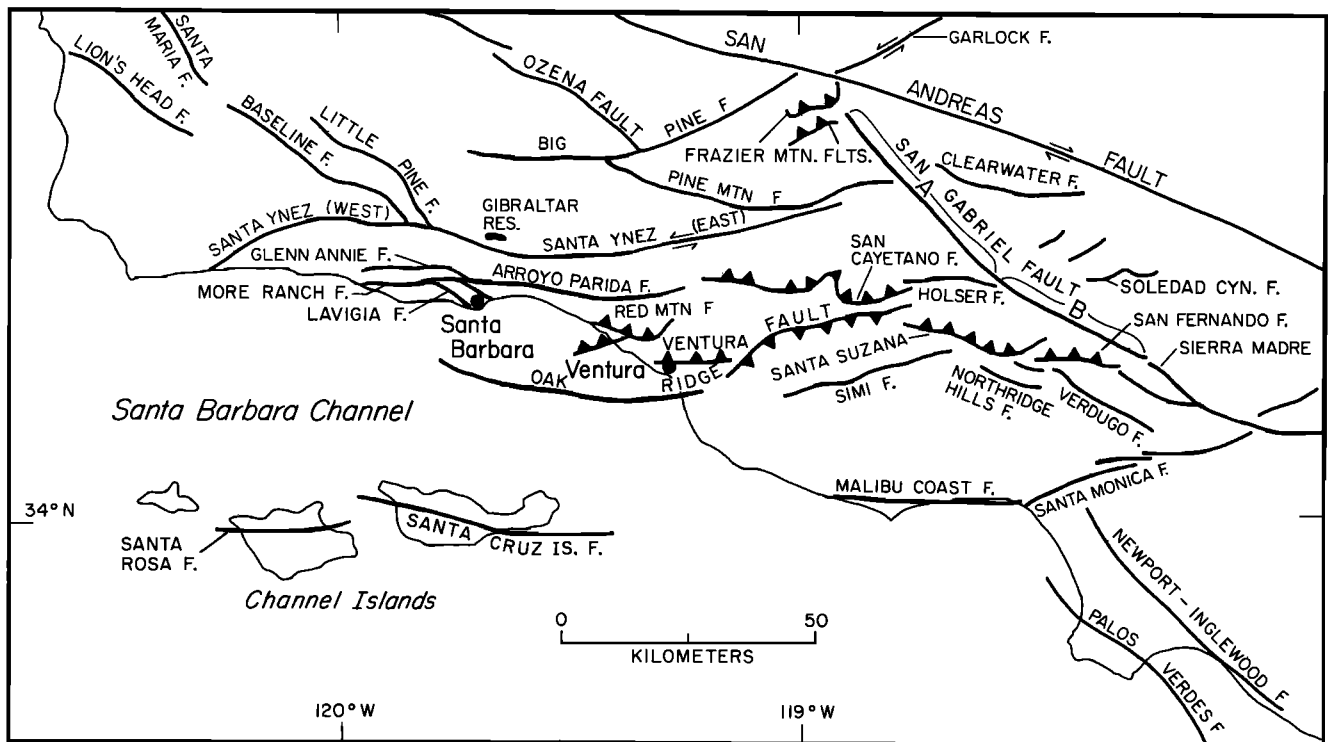 SANTA
MARIA F.
LION'S HEAD F.
BASELINE F.
LITTLE
PINE F.
OZENA FAULT
SAN
ANDREAS
FAULT
GARLOCK F.
BIG
PINE F
FRAZIER MTN. FLTS.
PINE MTN F
SAN
GABRIEL FAULT
A
B
CLEARWATER F.
SANTA YNEZ (WEST)
GIBRALTAR
RES.
SANTA YNEZ (EAST)
GLENN ANNIE F.
MORE RANCH F.
LAVIGIA F.
ARROYO PARIDA F.
SAN
CAYETANO F.
HOLSER F.
SOLEDAD CYN. F.
Santa
Barbara
RED MTN F
VENTURA
Ventura
OAK
RIDGE
FAULT
SANTA SUZANA
SIMI F.
NORTHRIDGE
HILLS F.
VERDUGO F.
SAN FERNANDO F.
SIERRA MADRE
Santa Barbara Channel
34° N
MALIBU COAST F.
SANTA MONICA F.
SANTA
ROSA F.
SANTA
CRUZ IS. F.
Channel Islands
NEWPORT - INGLEWOOD F
PALOS
VERDES F
0 50
KILOMETERS
120° W
119° W